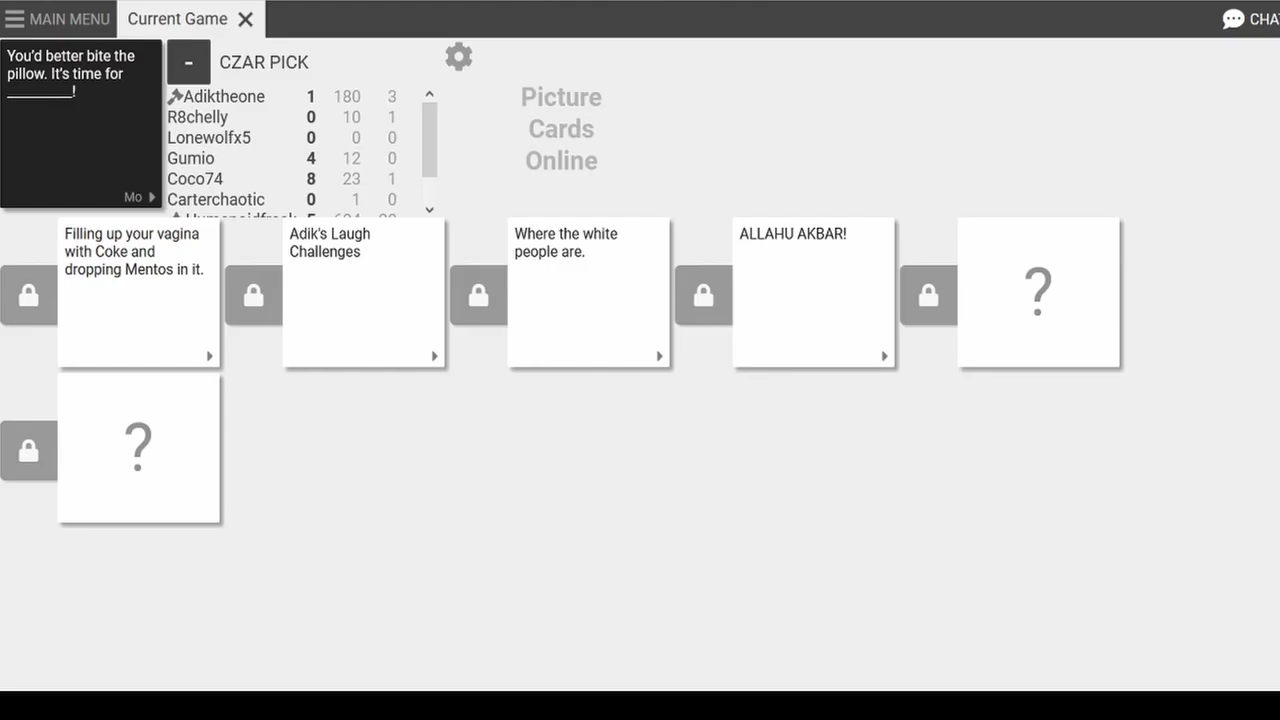 MAIN MENU
Current Game
CHA
You'd better bite the
pillow. It's time for
________!
Mo
-
CZAR PICK
Adiktheone 1 180 3
R8chelly 0 10 1
Lonewolfx5 0 0 0
Gumio 4 12 0
Coco74 8 23 1
Carterchaotic 0 1 0
Picture
Cards
Online
Filling up your vagina
with Coke and
dropping Mentos in it.
Adik's Laugh
Challenges
Where the white
people are.
ALLAHU AKBAR!
?
?